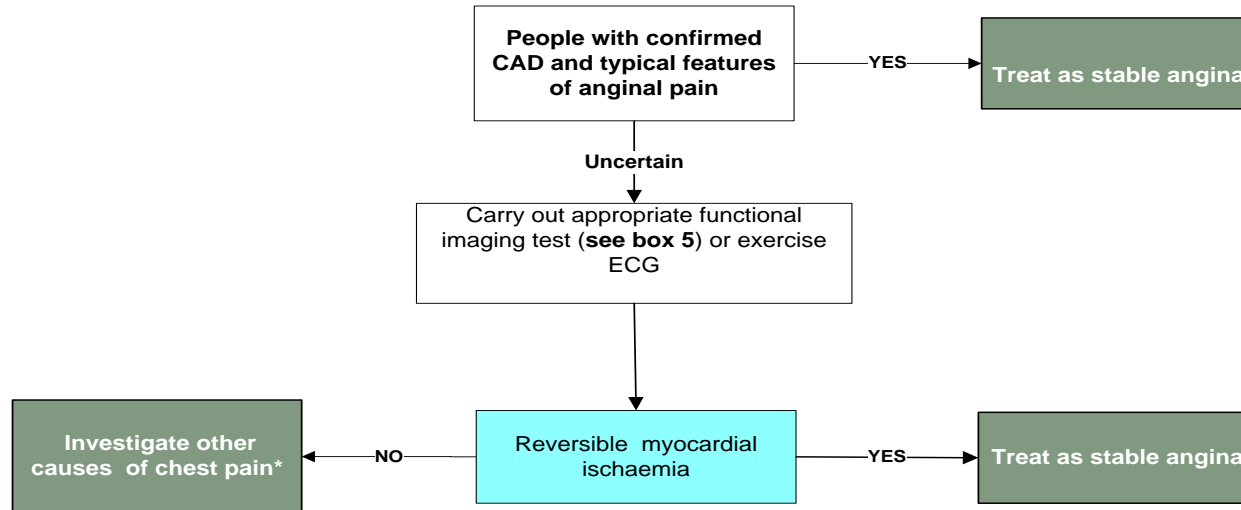 People with confirmed
CAD and typical features
of anginal pain
YES
Treat as stable angina
Uncertain
Carry out appropriate functional
imaging test (see box 5) or exercise
ECG
Investigate other
causes of chest pain*
NO
Reversible myocardial
ischaemia
YES
Treat as stable angina